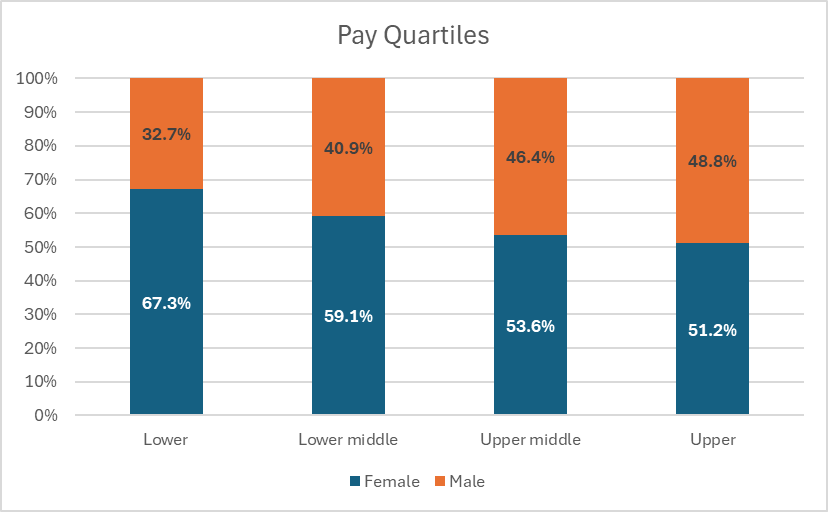 Pay Quartiles
100%
90%
80%
70%
60%
50%
40%
30%
20%
10%
0%
32.7%
40.9%
46.4%
48.8%
67.3%
59.1%
53.6%
51.2%
Lower
Lower middle
Upper middle
Upper
Female
Male